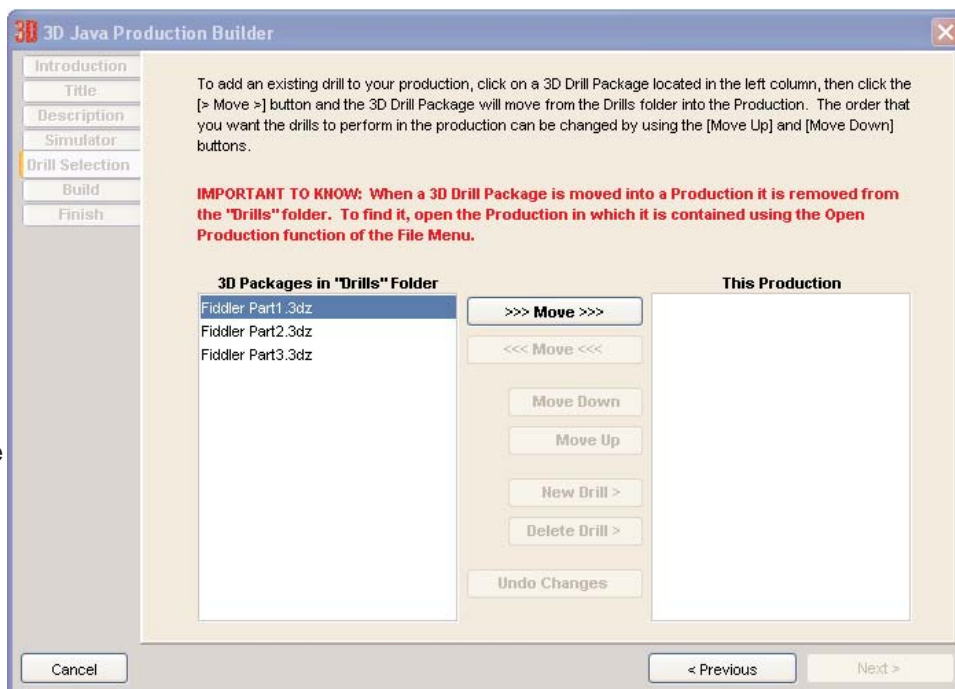 3D 3D Java Production Builder
Introduction
Title
Description
Simulator
Drill Selection
Build
Finish
To add an existing drill to your production, click on a 3D Drill Package located in the left column, then click the
[> Move >] button and the 3D Drill Package will move from the Drills folder into the Production. The order that
you want the drills to perform in the production can be changed by using the [Move Up] and [Move Down]
buttons.
IMPORTANT TO KNOW: When a 3D Drill Package is moved into a Production it is removed from
the "Drills" folder. To find it, open the Production in which it is contained using the Open
Production function of the File Menu.
3D Packages in "Drills" Folder
Fiddler Part1.3dz
Fiddler Part2.3dz
Fiddler Part3.3dz
>>> Move >>>
<<< Move <<<
Move Down
Move Up
New Drill >
Delete Drill >
Undo Changes
This Production
e
Cancel
< Previous
Next >